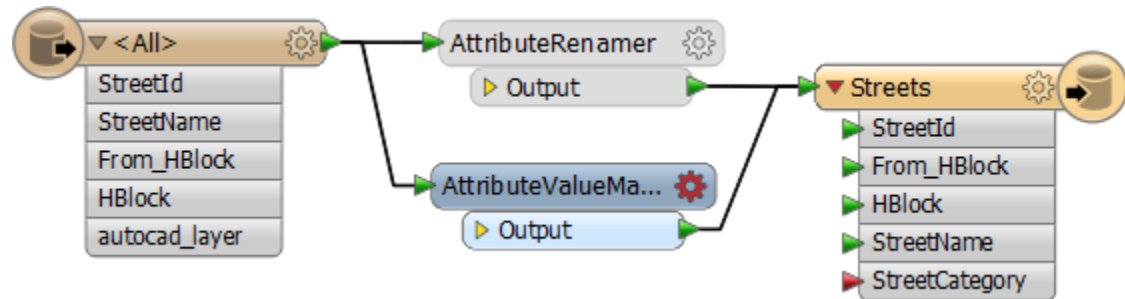 <All>
StreetId
StreetName
From_HBlock
HBlock
autocad_layer
AttributeRenamer
Output
AttributeValueMa...
Output
Streets
StreetId
From_HBlock
HBlock
StreetName
StreetCategory